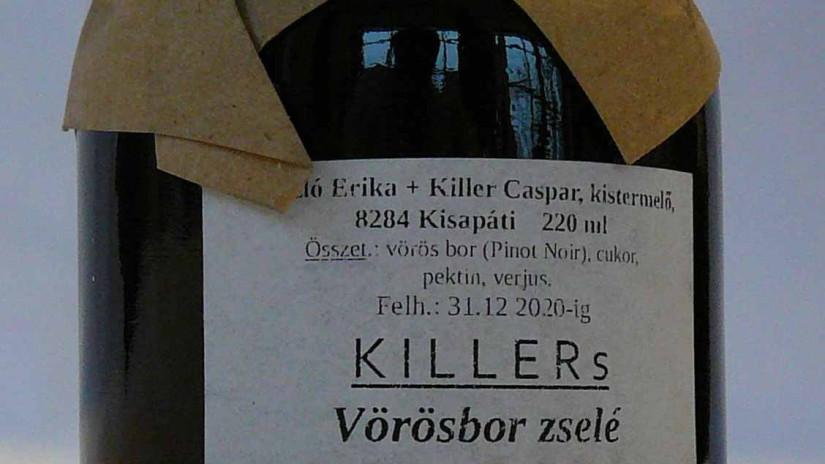 Erika + Killer Caspar, kistermelő,
8284 Kisapáti 220 ml
Összet.: vörös bor (Pinot Noir), cukor,
pektin, verjus.
Felh.: 31.12 2020-ig
KILLERs
Vörösbor zselé